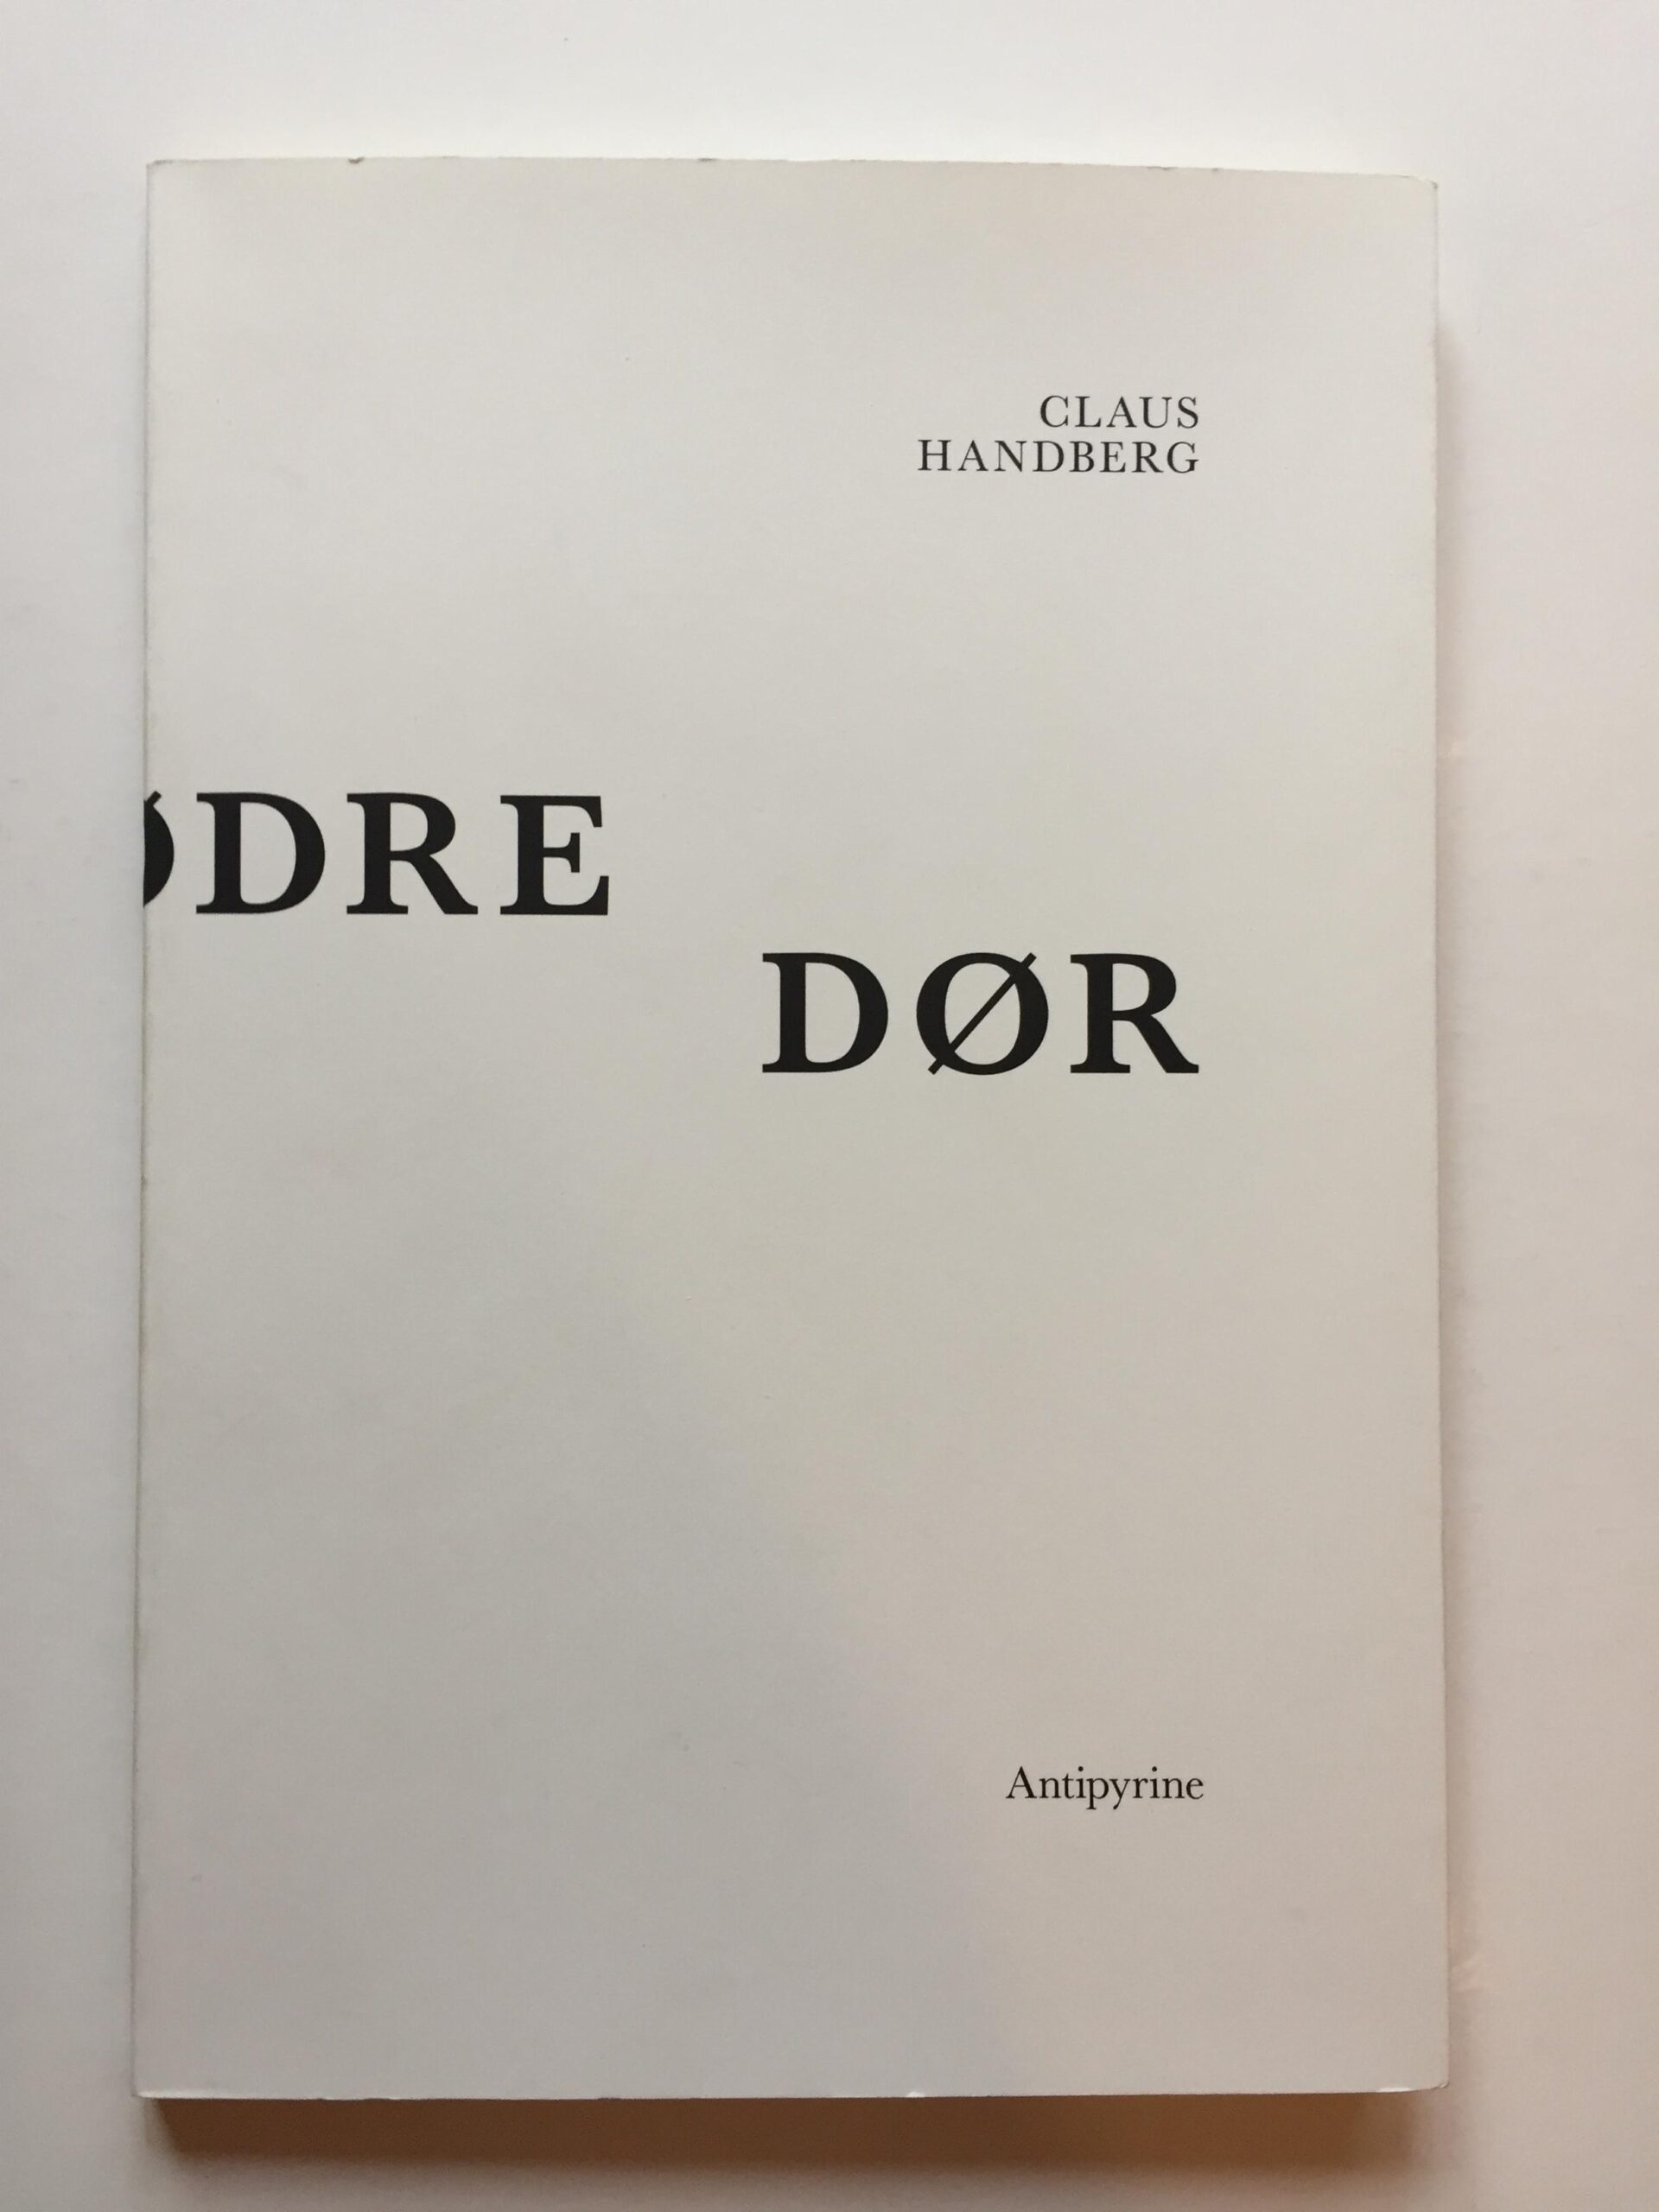 CLAUS
HANDBERG
ØDRE
DØR
Antipyrine